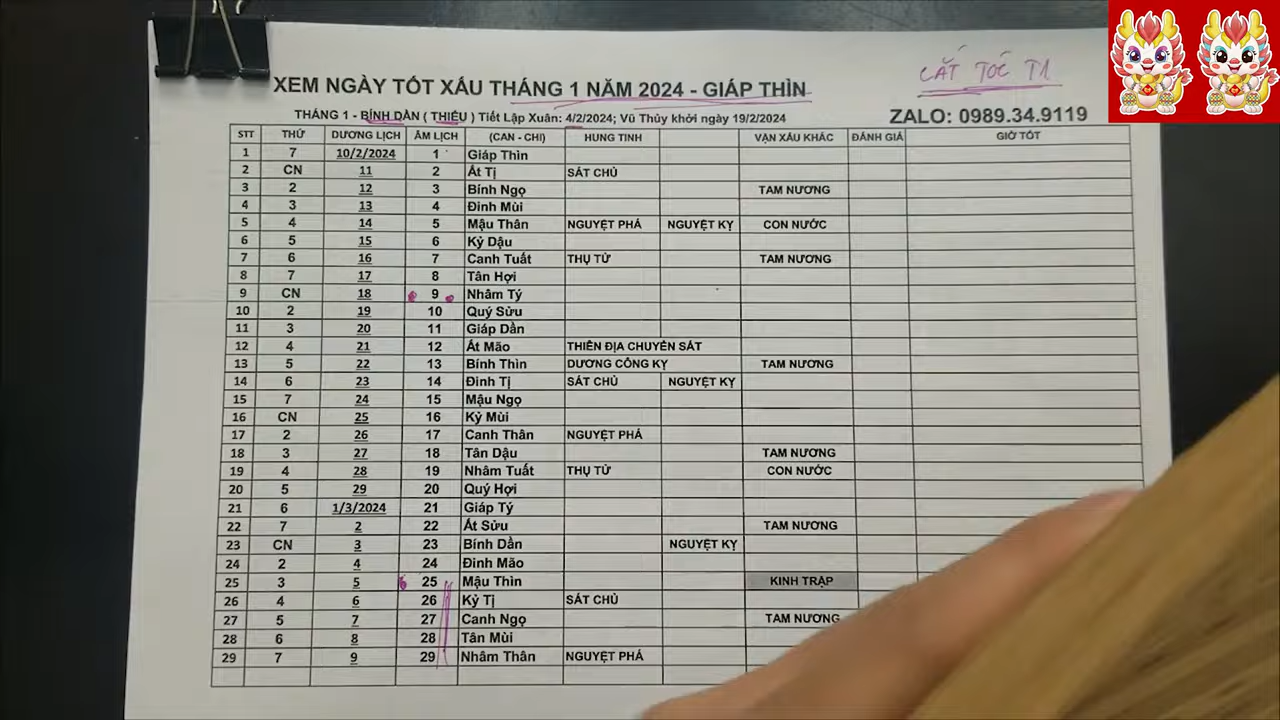 CẮT TÓC T1
XEM NGÀY TỐT XẤU THÁNG 1 NĂM 2024 - GIÁP THÌN
THÁNG 1 - BÍNH DẦN ( THIẾU ) Tiết Lập Xuân: 4/2/2024; Vũ Thủy khởi ngày 19/2/2024
ZALO: 0989.34.9119
STT THỨ DƯƠNG LỊCH ÂM LỊCH (CAN - CHI) HUNG TINH VẠN XẤU KHÁC ĐÁNH GIÁ GIỜ TỐT
1 7 10/2/2024 1 Giáp Thìn
2 CN 11 2 Ất Tị SÁT CHỦ
3 2 12 3 Bính Ngọ TAM NƯƠNG
4 3 13 4 Đinh Mùi
5 4 14 5 Mậu Thân NGUYỆT PHÁ NGUYỆT KỴ CON NƯỚC
6 5 15 6 Kỷ Dậu
7 6 16 7 Canh Tuất THỤ TỬ TAM NƯƠNG
8 7 17 8 Tân Hợi
9 CN 18 9 Nhâm Tý
10 2 19 10 Quý Sửu
11 3 20 11 Giáp Dần
12 4 21 12 Ất Mão THIÊN ĐỊA CHUYỂN SÁT
13 5 22 13 Bính Thìn DƯƠNG CÔNG KỴ TAM NƯƠNG
14 6 23 14 Đinh Tị SÁT CHỦ NGUYỆT KỴ
15 7 24 15 Mậu Ngọ
16 CN 25 16 Kỷ Mùi
17 2 26 17 Canh Thân NGUYỆT PHÁ
18 3 27 18 Tân Dậu TAM NƯƠNG
19 4 28 19 Nhâm Tuất THỤ TỬ CON NƯỚC
20 5 29 20 Quý Hợi
21 6 1/3/2024 21 Giáp Tý
22 7 2 22 Ất Sửu TAM NƯƠNG
23 CN 3 23 Bính Dần NGUYỆT KỴ
24 2 4 24 Đinh Mão
25 3 5 25 Mậu Thìn KINH TRẬP
26 4 6 26 Kỷ Tị SÁT CHỦ
27 5 7 27 Canh Ngọ TAM NƯƠNG
28 6 8 28 Tân Mùi
29 7 9 29 Nhâm Thân NGUYỆT PHÁ